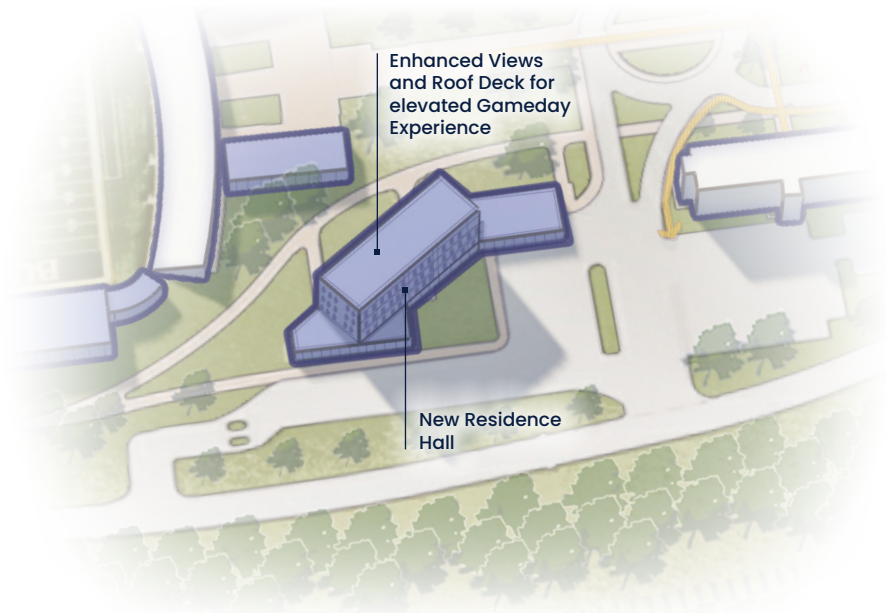 Enhanced Views
and Roof Deck for
elevated Gameday
Experience
New Residence
Hall